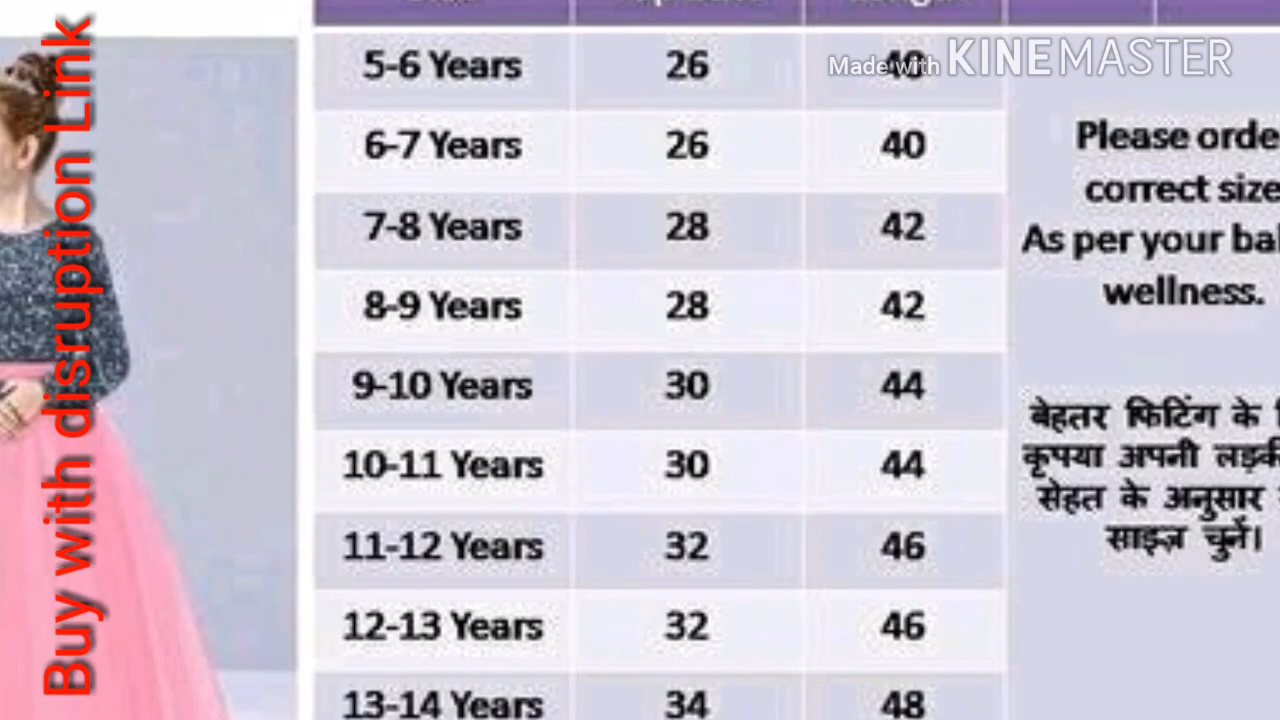 Buy with disruption Link
Made with KINEMASTER
5-6 Years 26 40
6-7 Years 26 40
7-8 Years 28 42
8-9 Years 28 42
9-10 Years 30 44
10-11 Years 30 44
11-12 Years 32 46
12-13 Years 32 46
13-14 Years 34 48
Please orde
correct size
As per your ba
wellness.
बेहतर फिटिंग के
कृपया अपनी लड़की
सेहत के अनुसार
साइज़ चुनें।